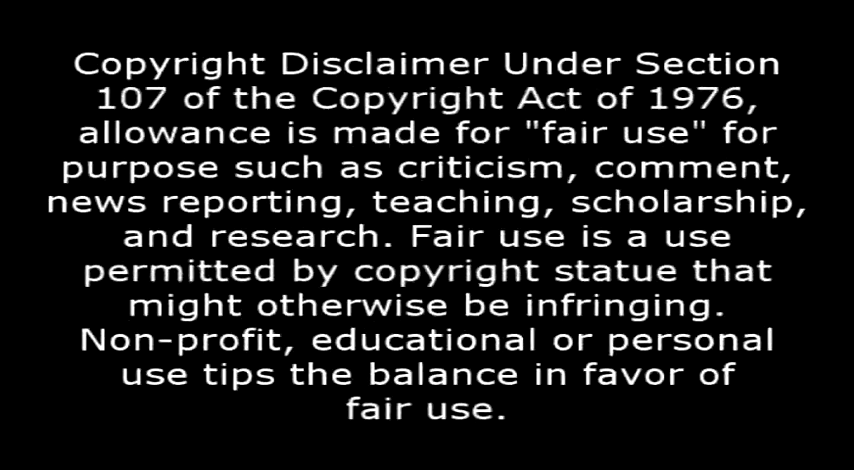 Copyright Disclaimer Under Section
107 of the Copyright Act of 1976,
allowance is made for "fair use" for
purpose such as criticism, comment,
news reporting, teaching, scholarship,
and research. Fair use is a use
permitted by copyright statue that
might otherwise be infringing.
Non-profit, educational or personal
use tips the balance in favor of
fair use.